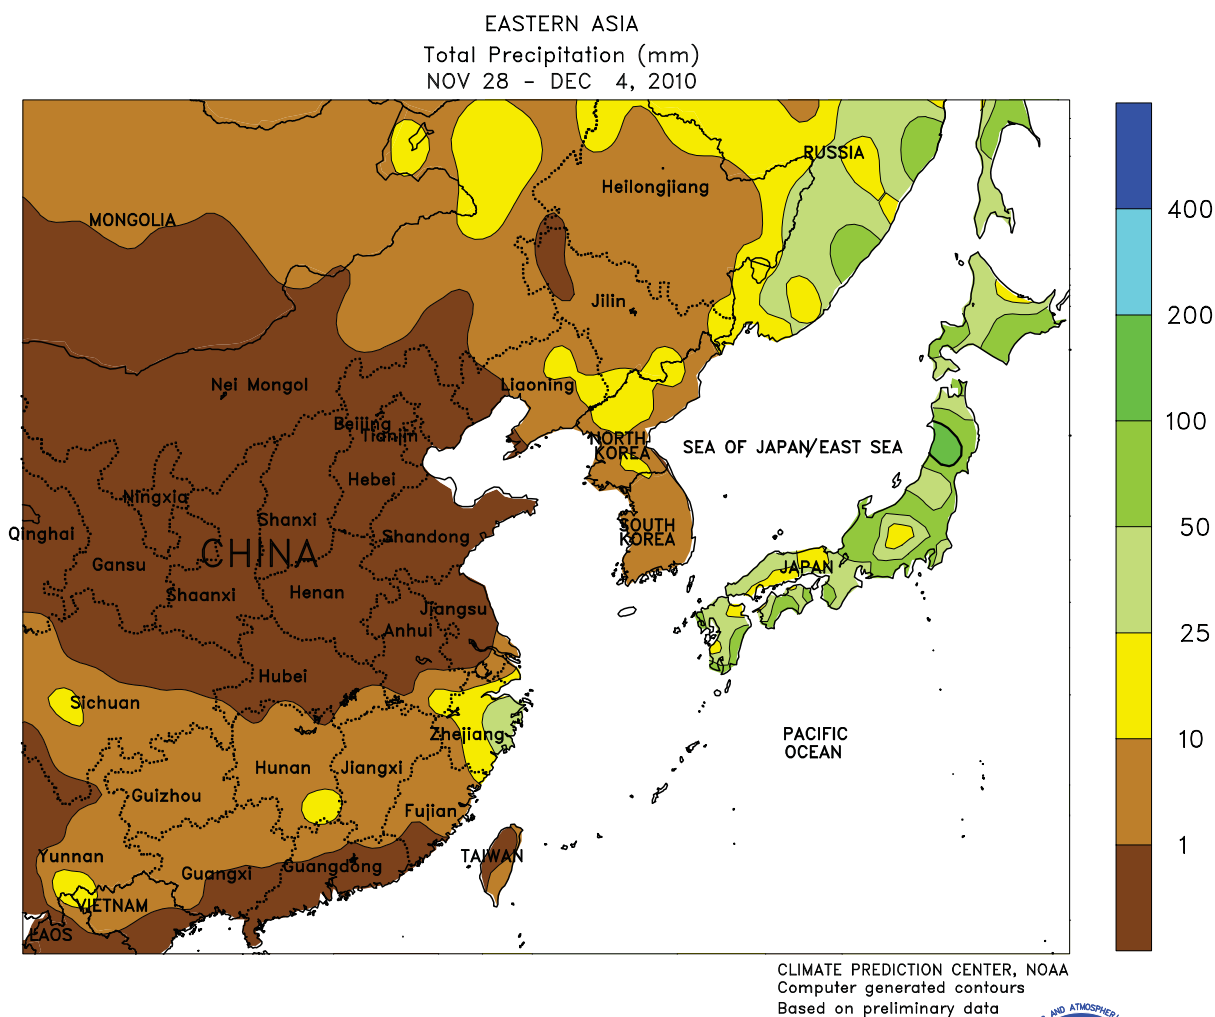 EASTERN ASIA
Total Precipitation (mm)
NOV 28 - DEC 4, 2010
RUSSIA
Heilongjiang
MONGOLIA
400
Jilin
200
Nei Mongol
Liaoning
100
Beijing
Tianjin
NORTH
KOREA
SEA OF JAPAN/EAST SEA
Hebei
Ningxia
Shanxi
50
Qinghai
SOUTH
KOREA
Shandong
CHINA
Gansu
JAPAN
Shaanxi
Henan
Jiangsu
Anhui
25
Hubei
Sichuan
Zhejiang
PACIFIC
OCEAN
10
Hunan
Jiangxi
Guizhou
Fujian
1
Yunnan
TAIWAN
Guangxi
Guangdong
VIETNAM
LAOS
CLIMATE PREDICTION CENTER, NOAA
Computer generated contours
Based on preliminary data
AND ATMOSPHER